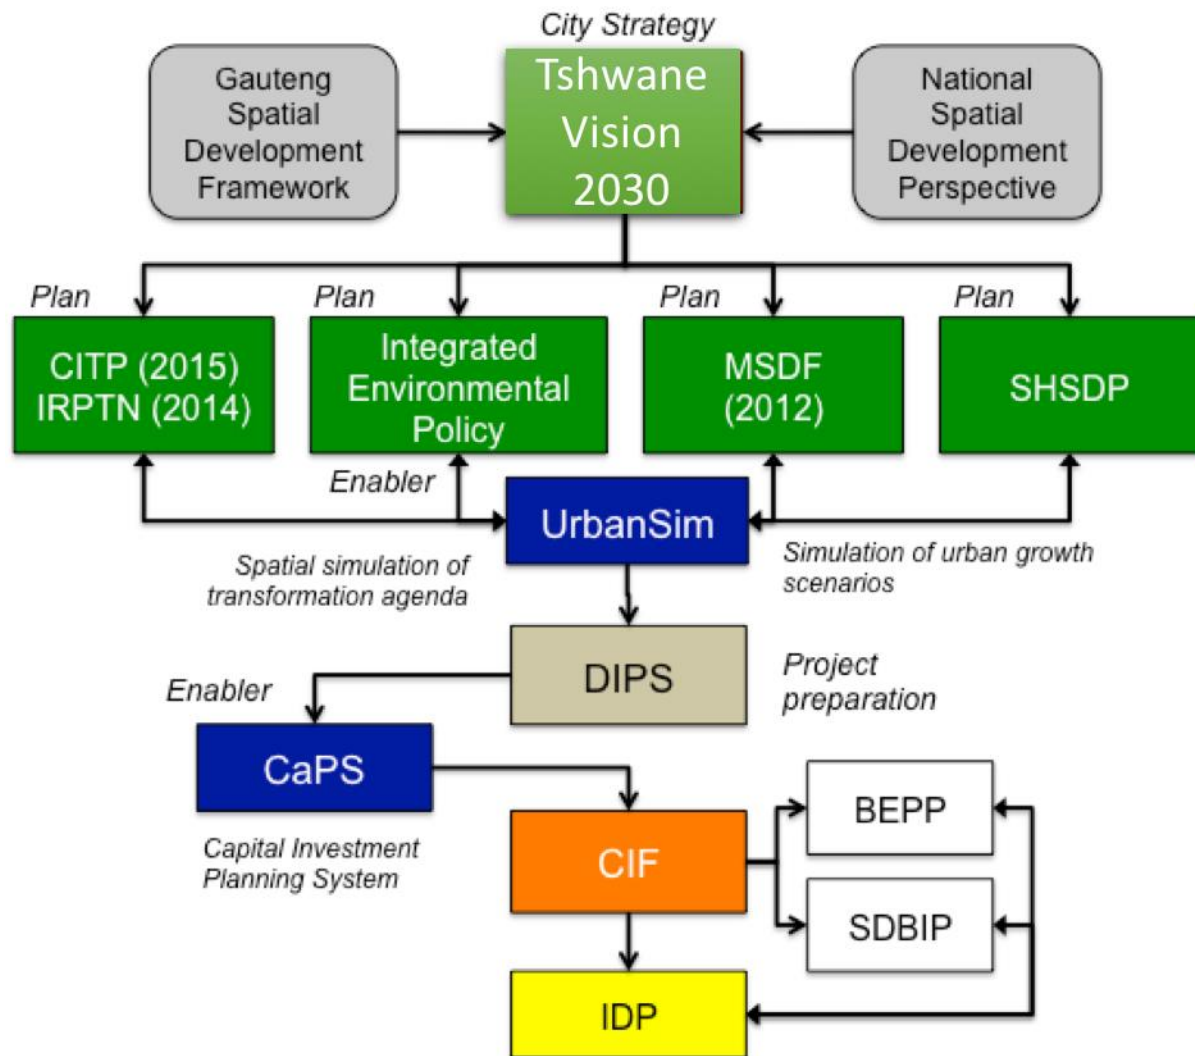 City Strategy
Gauteng
Spatial
Development
Framework
Tshwane
Vision
2030
National
Spatial
Development
Perspective
Plan
Plan
Plan
Plan
CITP (2015)
IRPTN (2014)
Integrated
Environmental
Policy
MSDF
(2012)
SHSDP
Enabler
UrbanSim
Spatial simulation of
transformation agenda
Simulation of urban growth
scenarios
DIPS
Project
preparation
Enabler
CaPS
Capital Investment
Planning System
CIF
BEPP
SDBIP
IDP